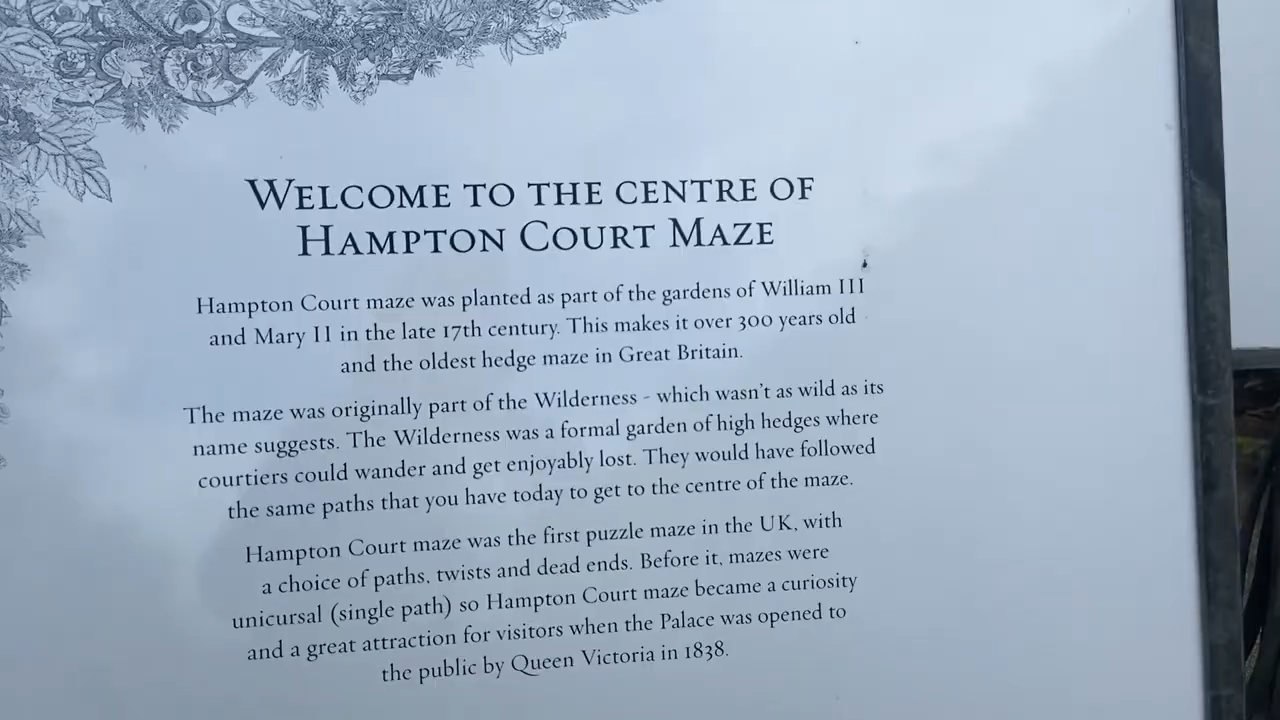 WELCOME TO THE CENTRE OF
HAMPTON COURT MAZE
Hampton Court maze was planted as part of the gardens of William III
and Mary II in the late 17th century. This makes it over 300 years old
and the oldest hedge maze in Great Britain.
The maze was originally part of the Wilderness - which wasn't as wild as its
name suggests. The Wilderness was a formal garden of high hedges where
courtiers could wander and get enjoyably lost. They would have followed
the same paths that you have today to get to the centre of the maze.
Hampton Court maze was the first puzzle maze in the UK, with
a choice of paths, twists and dead ends. Before it, mazes were
unicursal (single path) so Hampton Court maze became a curiosity
and a great attraction for visitors when the Palace was opened to
the public by Queen Victoria in 1838.